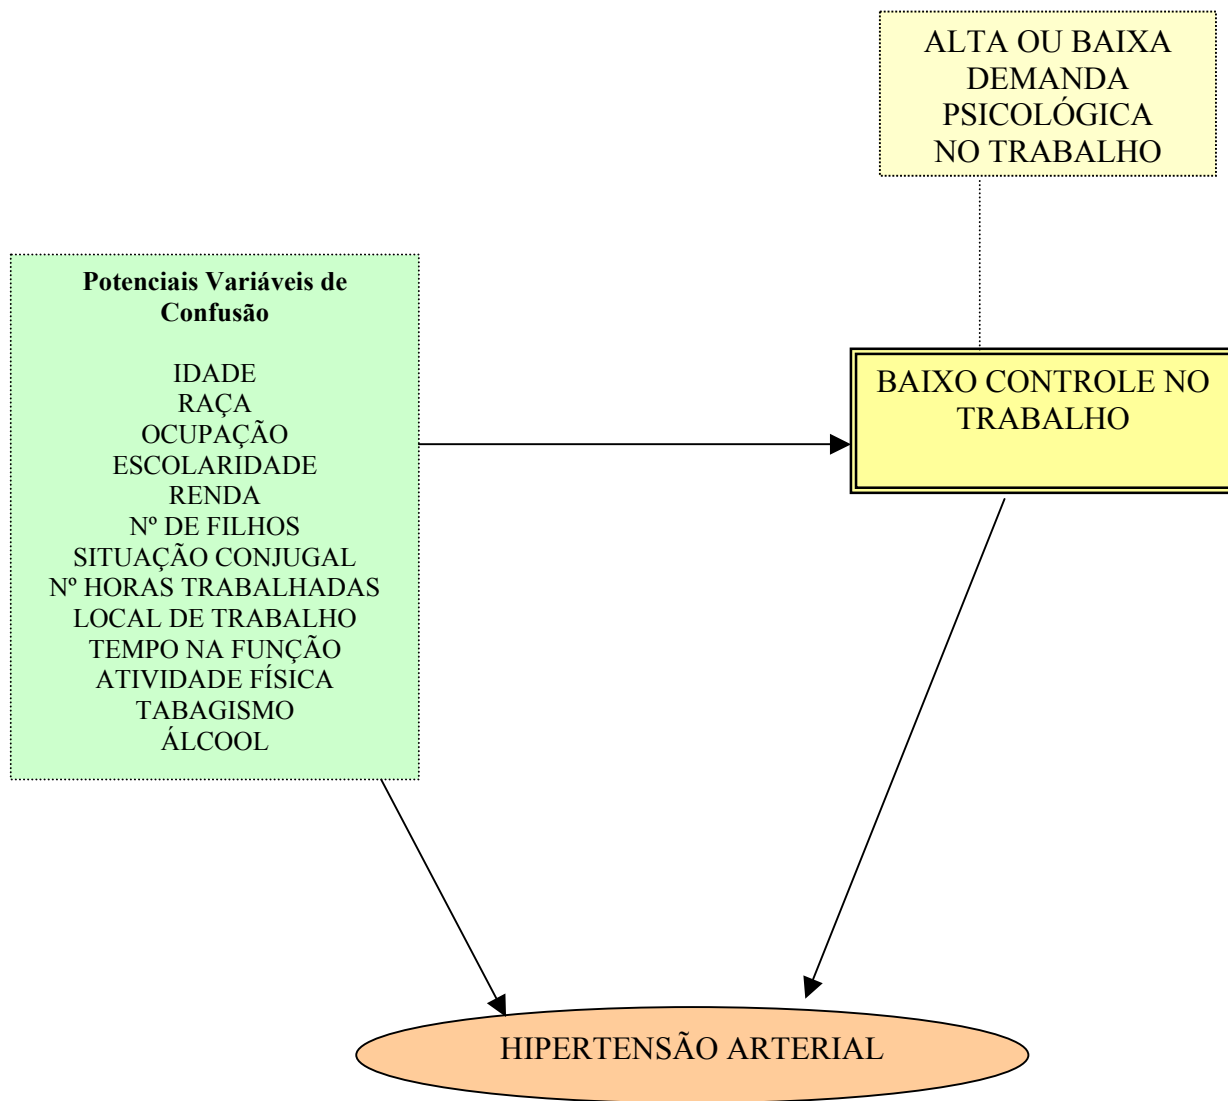 ALTA OU BAIXA
DEMANDA
PSICOLÓGICA
NO TRABALHO
Potenciais Variáveis de
Confusão
IDADE
RAÇA
OCUPAÇÃO
ESCOLARIDADE
RENDA
Nº DE FILHOS
SITUAÇÃO CONJUGAL
Nº HORAS TRABALHADAS
LOCAL DE TRABALHO
TEMPO NA FUNÇÃO
ATIVIDADE FÍSICA
TABAGISMO
ÁLCOOL
BAIXO CONTROLE NO
TRABALHO
HIPERTENSÃO ARTERIAL